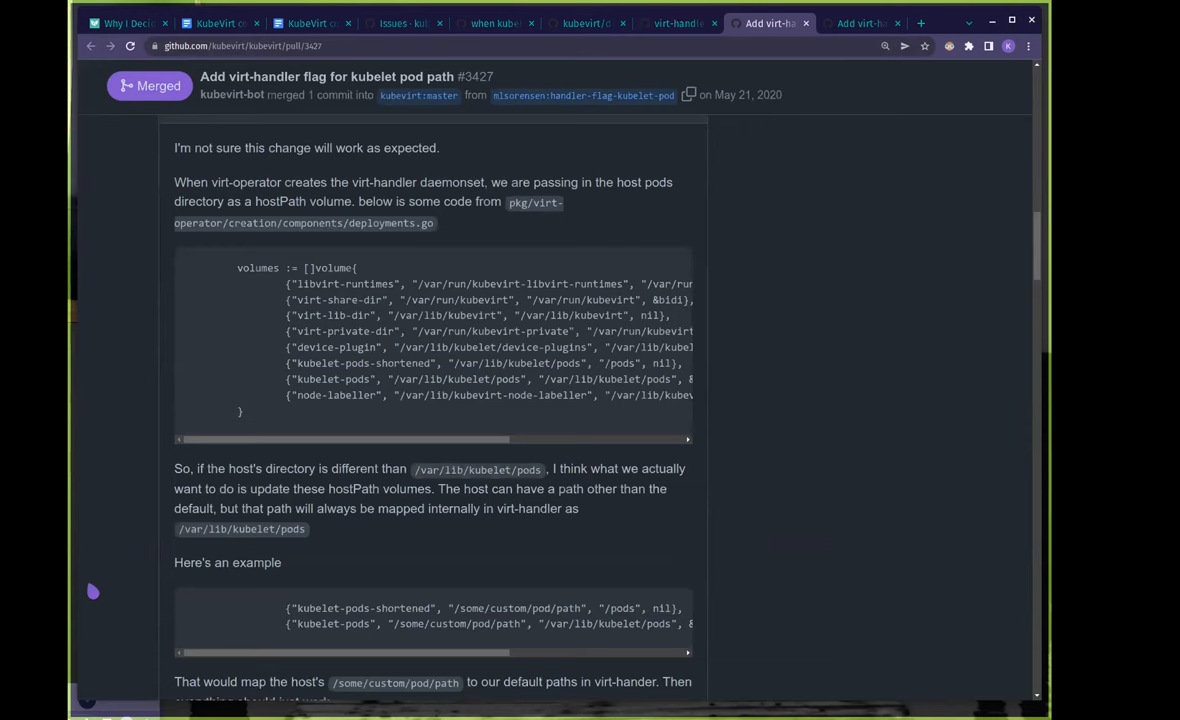 Why I Deci
KubeVirt co
KubeVirt c
Issues · kub
when kubel
kubevirt/d
virt-handle
Add virt-ha
Add virt-ha
github.com/kubevirt/kubevirt/pull/3427
K
Merged
Add virt-handler flag for kubelet pod path #3427
kubevirt-bot merged 1 commit into kubevirt:master from mlsorensen:handler-flag-kubelet-pod on May 21, 2020
I'm not sure this change will work as expected.
When virt-operator creates the virt-handler daemonset, we are passing in the host pods
directory as a hostPath volume. below is some code from pkg/virt-
operator/creation/components/deployments.go
volumes := []volume{
{"libvirt-runtimes", "/var/run/kubevirt-libvirt-runtimes", "/var/run
{"virt-share-dir", "/var/run/kubevirt", "/var/run/kubevirt", &bidi},
{"virt-lib-dir", "/var/lib/kubevirt", "/var/lib/kubevirt", nil},
{"virt-private-dir", "/var/run/kubevirt-private", "/var/run/kubevirt
{"device-plugin", "/var/lib/kubelet/device-plugins", "/var/lib/kubel
{"kubelet-pods-shortened", "/var/lib/kubelet/pods", "/pods", nil},
{"kubelet-pods", "/var/lib/kubelet/pods", "/var/lib/kubelet/pods", &
{"node-labeller", "/var/lib/kubevirt-node-labeller", "/var/lib/kubev
}
So, if the host's directory is different than /var/lib/kubelet/pods, I think what we actually
want to do is update these hostPath volumes. The host can have a path other than the
default, but that path will always be mapped internally in virt-handler as
/var/lib/kubelet/pods
Here's an example
{"kubelet-pods-shortened", "/some/custom/pod/path", "/pods", nil},
{"kubelet-pods", "/some/custom/pod/path", "/var/lib/kubelet/pods", &
That would map the host's /some/custom/pod/path to our default paths in virt-hander. Then
everything should just work